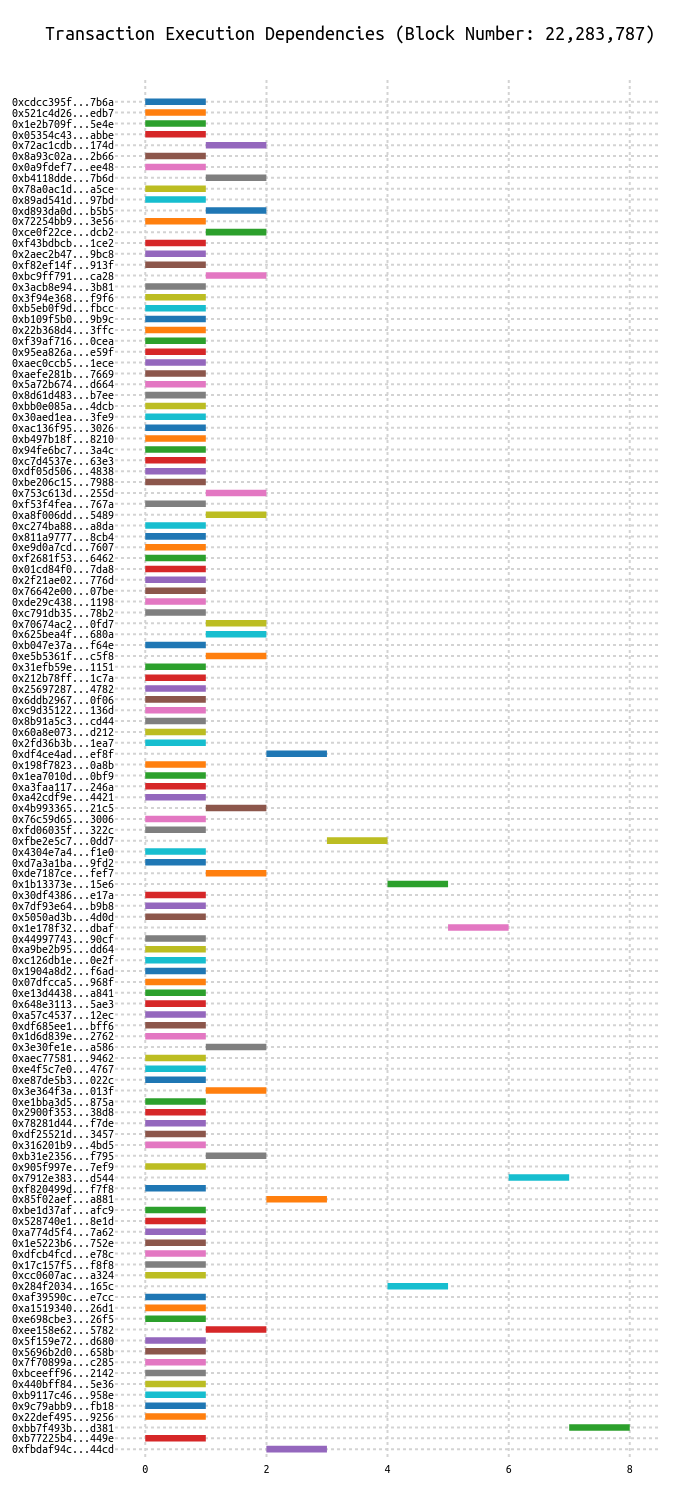 Transaction Execution Dependencies (Block Number: 22,283,787)
0xcdcc395f...7b6a
0x521c4d26...edb7
0x1e2b709f...5e4e
0x05354c43...abbe
0x72ac1cdb...174d
0x8a93c02a...2b66
0x0a9fdef7...ee48
0xb4118dde...7b6d
0x78a0ac1d...a5ce
0x89ad541d...97bd
0xd893da0d...b5b5
0x72254bb9...3e56
0xce0f22ce...dcb2
0xf43bdbcb...1ce2
0x2aec2b47...9bc8
0xf82ef14f...913f
0xbc9ff791...ca28
0x3acb8e94...3b81
0x3f94e368...f9f6
0xb5eb0f9d...fbcc
0xb109f5b0...9b9c
0x22b368d4...3ffc
0xf39af716...0cea
0x95ea826a...e59f
0xaec0ccb5...1ece
0xaefe281b...7669
0x5a72b674...d664
0x8d61d483...b7ee
0xbb0e085a...4dcb
0x30aed1ea...3fe9
0xac136f95...3026
0xb497b18f...8210
0x94fe6bc7...3a4c
0xc7d4537e...63e3
0xdf05d506...4838
0xbe206c15...7988
0x753c613d...255d
0xf53f4fea...767a
0xa8f006dd...5489
0xc274ba88...a8da
0x811a9777...8cb4
0xe9d0a7cd...7607
0xf2681f53...6462
0x01cd84f0...7da8
0x2f21ae02...776d
0x76642e00...07be
0xde29c438...1198
0xc791db35...78b2
0x70674ac2...0fd7
0x625bea4f...680a
0xb047e37a...f64e
0xe5b5361f...c5f8
0x31efb59e...1151
0x212b78ff...1c7a
0x25697287...4782
0x6ddb2967...0f06
0xc9d35122...136d
0x8b91a5c3...cd44
0x60a8e073...d212
0x2fd36b3b...1ea7
0xdf4ce4ad...ef8f
0x198f7823...0a8b
0x1ea7010d...0bf9
0xa3faa117...246a
0xa42cdf9e...4421
0x4b993365...21c5
0x76c59d65...3006
0xfd06035f...322c
0xfbe2e5c7...0dd7
0x4304e7a4...f1e0
0xd7a3a1ba...9fd2
0xde7187ce...fef7
0x1b13373e...15e6
0x30df4386...e17a
0x7df93e64...b9b8
0x5050ad3b...4d0d
0x1e178f32...dbaf
0x44997743...90cf
0xa9be2b95...dd64
0xc126db1e...0e2f
0x1904a8d2...f6ad
0x07dfcca5...968f
0xe13d4438...a841
0x648e3113...5ae3
0xa57c4537...12ec
0xdf685ee1...bff6
0x1d6d839e...2762
0x3e30fe1e...a586
0xaec77581...9462
0xe4f5c7e0...4767
0xe87de5b3...022c
0x3e364f3a...013f
0xe1bba3d5...875a
0x2900f353...38d8
0x78281d44...f7de
0xdf25521d...3457
0x316201b9...4bd5
0xb31e2356...f795
0x905f997e...7ef9
0x7912e383...d544
0xf820499d...f7f8
0x85f02aef...a881
0xbe1d37af...afc9
0x528740e1...8e1d
0xa774d5f4...7a62
0x1e5223b6...752e
0xdfcb4fcd...e78c
0x17c157f5...f8f8
0xcc0607ac...a324
0x284f2034...165c
0xaf39590c...e7cc
0xa1519340...26d1
0xe698cbe3...26f5
0xee158e62...5782
0x5f159e72...d680
0x5696b2d0...658b
0x7f70899a...c285
0xbceeff96...2142
0x440bff84...5e36
0xb9117c46...958e
0x9c79abb9...fb18
0x22def495...9256
0xbb7f493b...d381
0xb77225b4...449e
0xfbdaf94c...44cd
0 2 4 6 8